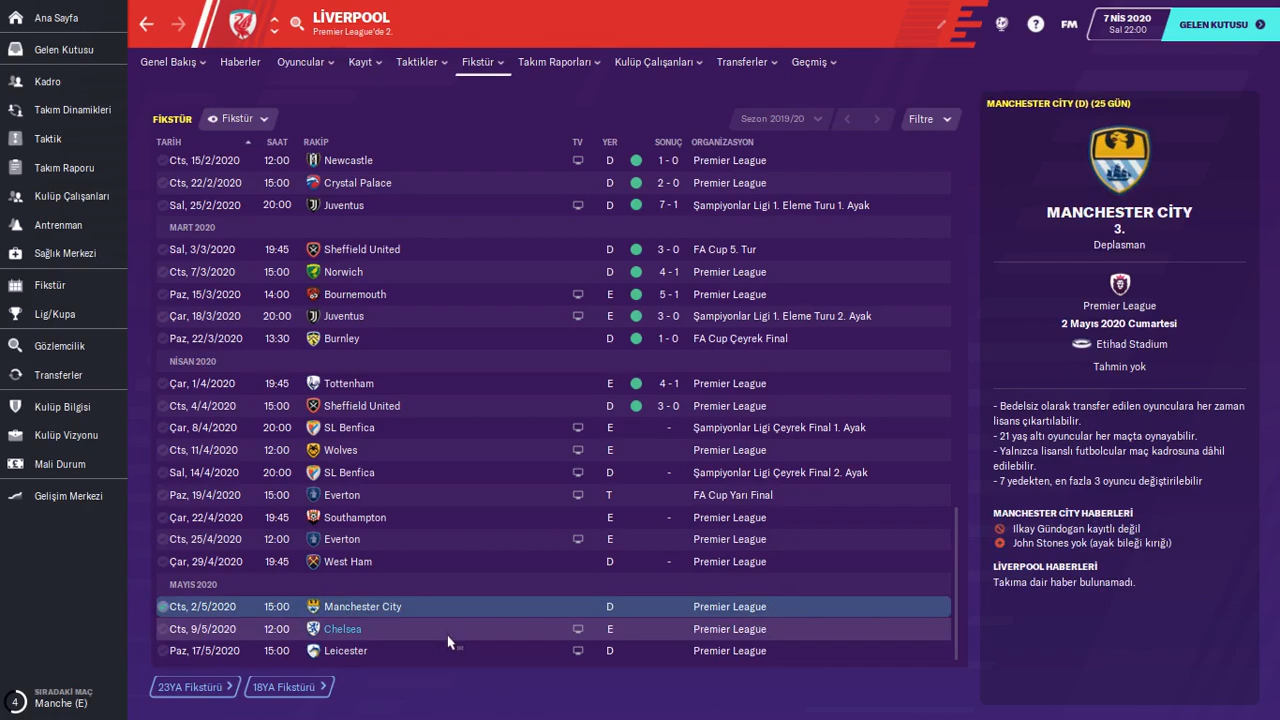 Ana Sayfa
Gelen Kutusu
Kadro
Takım Dinamikleri
Taktik
Takım Raporu
Kulüp Çalışanları
Antrenman
Sağlık Merkezi
Fikstür
Lig/Kupa
Gözlemcilik
Transferler
Kulüp Bilgisi
Kulüp Vizyonu
Mali Durum
Gelişim Merkezi
4 SIRADAKİ MAÇ
Manche (E)
LİVERPOOL
Premier League'de 2.
FM
7 NİS 2020
Sal 22:00
GELEN KUTUSU
Genel Bakış Haberler Oyuncular Kayıt Taktikler Fikstür Takım Raporları Kulüp Çalışanları Transferler Geçmiş
FİKSTÜR Fikstür Sezon 2019/20 Filtre
TARİH SAAT RAKİP TV YER SONUÇ ORGANİZASYON
Cts, 15/2/2020 12:00 Newcastle D 1 - 0 Premier League
Cts, 22/2/2020 15:00 Crystal Palace D 2 - 0 Premier League
Sal, 25/2/2020 20:00 Juventus D 7 - 1 Şampiyonlar Ligi 1. Eleme Turu 1. Ayak
MART 2020
Sal, 3/3/2020 19:45 Sheffield United D 3 - 0 FA Cup 5. Tur
Cts, 7/3/2020 15:00 Norwich D 4 - 1 Premier League
Paz, 15/3/2020 14:00 Bournemouth E 5 - 1 Premier League
Çar, 18/3/2020 20:00 Juventus E 3 - 0 Şampiyonlar Ligi 1. Eleme Turu 2. Ayak
Paz, 22/3/2020 13:30 Burnley D 1 - 0 FA Cup Çeyrek Final
NİSAN 2020
Çar, 1/4/2020 19:45 Tottenham E 4 - 1 Premier League
Cts, 4/4/2020 15:00 Sheffield United D 3 - 0 Premier League
Çar, 8/4/2020 20:00 SL Benfica E - Şampiyonlar Ligi Çeyrek Final 1. Ayak
Cts, 11/4/2020 12:00 Wolves E Premier League
Sal, 14/4/2020 20:00 SL Benfica D - Şampiyonlar Ligi Çeyrek Final 2. Ayak
Paz, 19/4/2020 15:00 Everton T FA Cup Yarı Final
Çar, 22/4/2020 19:45 Southampton E - Premier League
Cts, 25/4/2020 12:00 Everton E Premier League
Çar, 29/4/2020 19:45 West Ham D - Premier League
MAYIS 2020
Cts, 2/5/2020 15:00 Manchester City D Premier League
Cts, 9/5/2020 12:00 Chelsea E Premier League
Paz, 17/5/2020 15:00 Leicester D Premier League
23YA Fikstürü 18YA Fikstürü
MANCHESTER CİTY (D) (25 GÜN)
MANCHESTER CİTY
3.
Deplasman
Premier League
2 Mayıs 2020 Cumartesi
Etihad Stadium
Tahmin yok
- Bedelsiz olarak transfer edilen oyunculara her zaman
lisans çıkartılabilir.
- 21 yaş altı oyuncular her maçta oynayabilir.
- Yalnızca lisanslı futbolcular maç kadrosuna dâhil
edilebilir.
- 7 yedekten, en fazla 3 oyuncu değiştirilebilir
MANCHESTER CİTY HABERLERİ
Ilkay Gündogan kayıtlı değil
John Stones yok (ayak bileği kırığı)
LİVERPOOL HABERLERİ
Takıma dair haber bulunamadı.